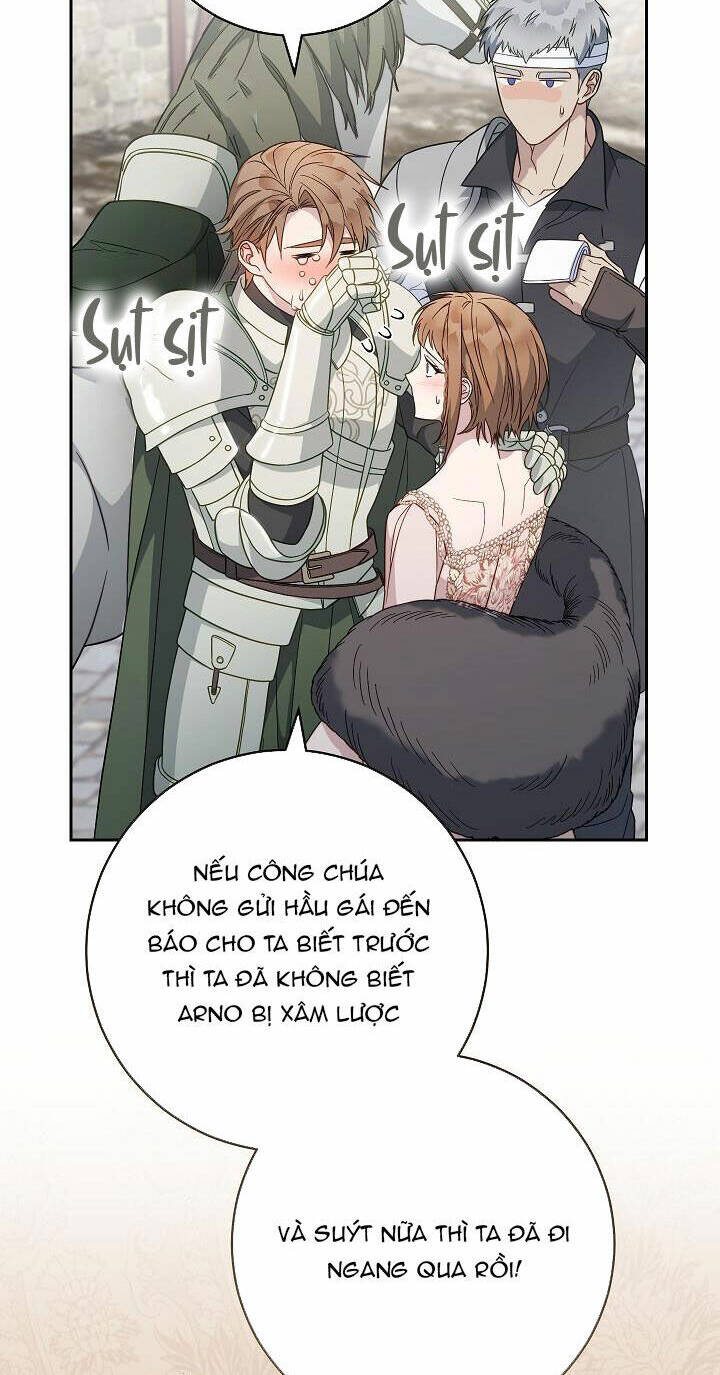 Sụt sịt
Sụt sịt
NẾU CÔNG CHÚA
KHÔNG GỬI HẦU GÁI ĐẾN
BÁO CHO TA BIẾT TRƯỚC
THÌ TA ĐÃ KHÔNG BIẾT
ARNO BỊ XÂM LƯỢC
VÀ SUÝT NỮA THÌ TA ĐÃ ĐI
NGANG QUA RỒI!